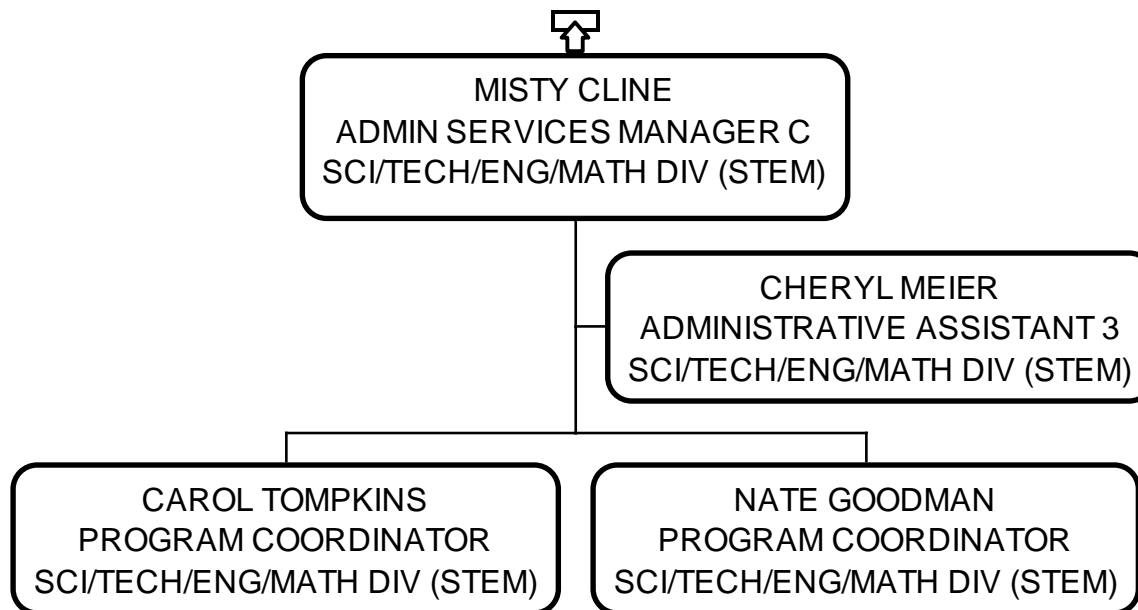 MISTY CLINE
ADMIN SERVICES MANAGER C
SCI/TECH/ENG/MATH DIV (STEM)
CHERYL MEIER
ADMINISTRATIVE ASSISTANT 3
SCI/TECH/ENG/MATH DIV (STEM)
CAROL TOMPKINS
PROGRAM COORDINATOR
SCI/TECH/ENG/MATH DIV (STEM)
NATE GOODMAN
PROGRAM COORDINATOR
SCI/TECH/ENG/MATH DIV (STEM)